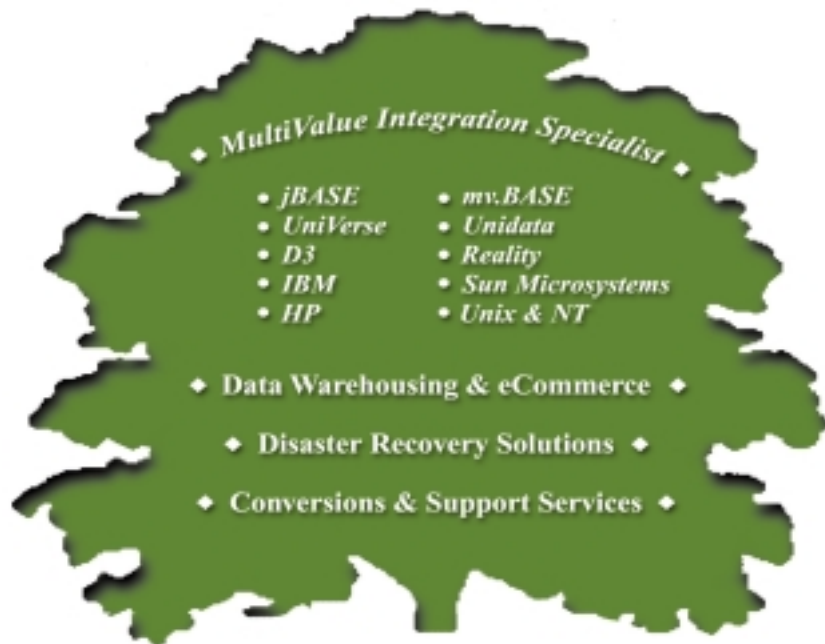 ◆ MultiValue Integration Specialist ◆
• jBASE • mv.BASE
• UniVerse • Unidata
• D3 • Reality
• IBM • Sun Microsystems
• HP • Unix & NT
◆ Data Warehousing & eCommerce ◆
◆ Disaster Recovery Solutions ◆
◆ Conversions & Support Services ◆